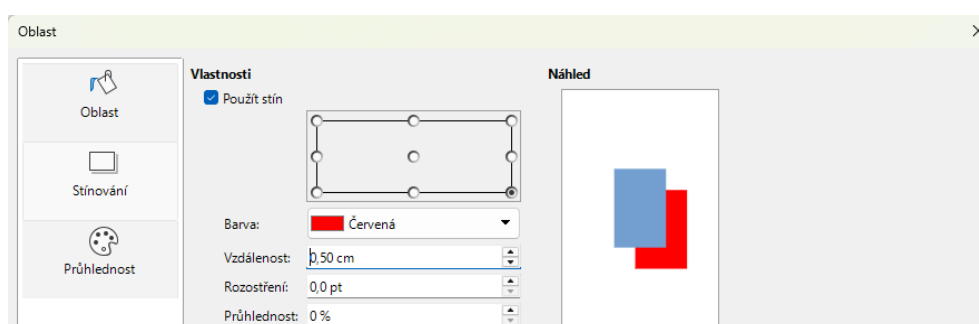 Oblast
Oblast
Stínování
Průhlednost
Vlastnosti
Použít stín
Barva: Červená
Vzdálenost: 0,50 cm
Rozostření: 0,0 pt
Průhlednost: 0 %
Náhled